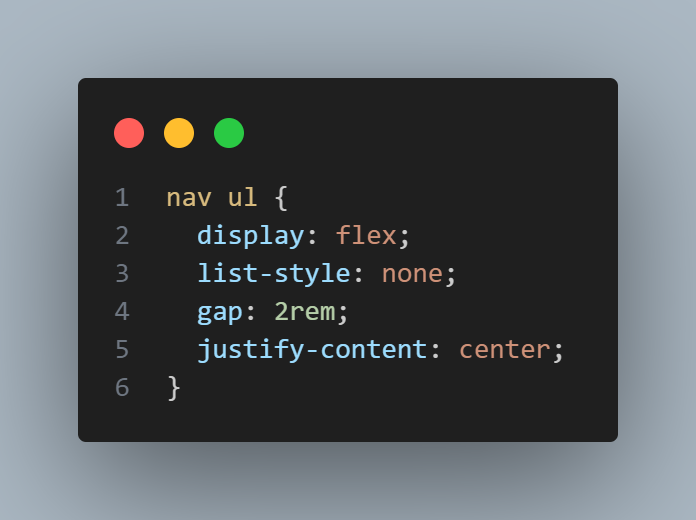 1 nav ul {
2   display: flex;
3   list-style: none;
4   gap: 2rem;
5   justify-content: center;
6 }